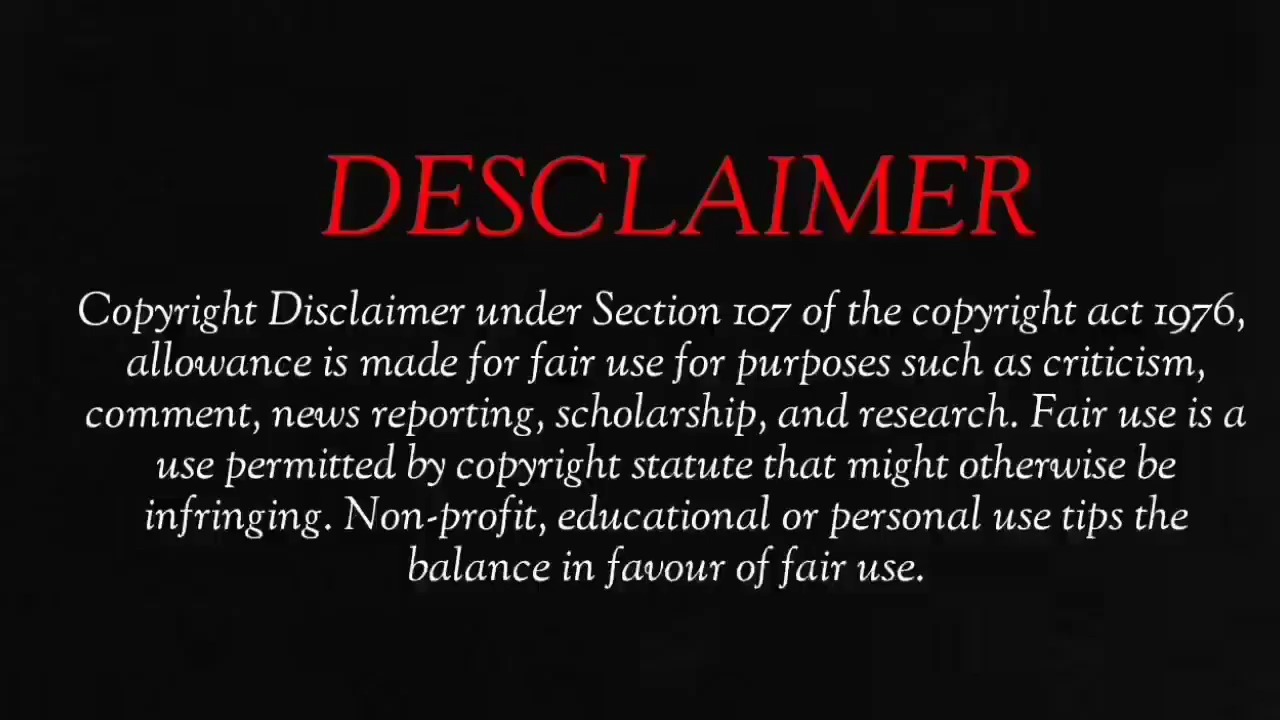 DESCLAIMER
Copyright Disclaimer under Section 107 of the copyright act 1976,
allowance is made for fair use for purposes such as criticism,
comment, news reporting, scholarship, and research. Fair use is a
use permitted by copyright statute that might otherwise be
infringing. Non-profit, educational or personal use tips the
balance in favour of fair use.